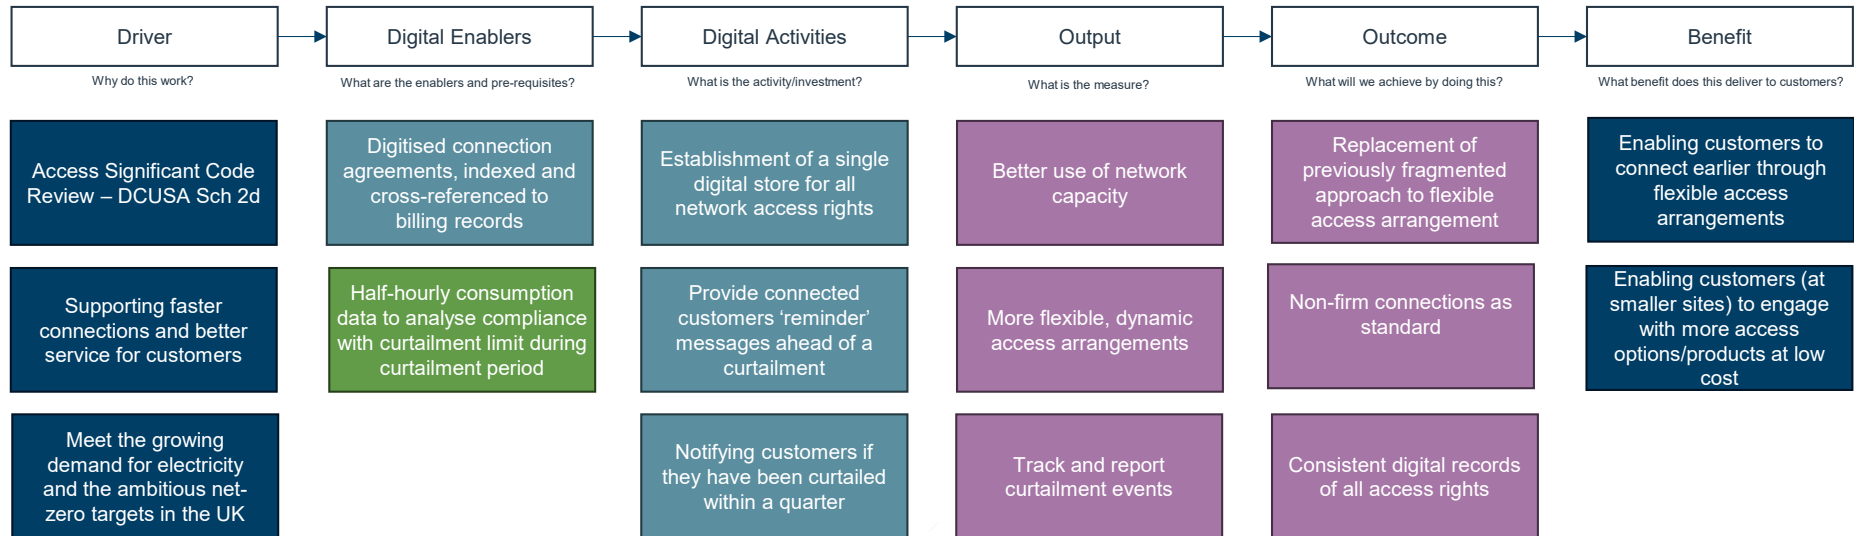 Driver
Digital Enablers
Digital Activities
Output
Outcome
Benefit
Why do this work?
What are the enablers and pre-requisites?
What is the activity/investment?
What is the measure?
What will we achieve by doing this?
What benefit does this deliver to customers?
Access Significant Code
Review – DCUSA Sch 2d
Digitised connection
agreements, indexed and
cross-referenced to
billing records
Establishment of a single
digital store for all
network access rights
Better use of network
capacity
Replacement of
previously fragmented
approach to flexible
access arrangement
Enabling customers to
connect earlier through
flexible access
arrangements
Supporting faster
connections and better
service for customers
Half-hourly consumption
data to analyse compliance
with curtailment limit during
curtailment period
Provide connected
customers ‘reminder’
messages ahead of a
curtailment
More flexible, dynamic
access arrangements
Non-firm connections as
standard
Enabling customers (at
smaller sites) to engage
with more access
options/products at low
cost
Meet the growing
demand for electricity
and the ambitious net-
zero targets in the UK
Notifying customers if
they have been curtailed
within a quarter
Track and report
curtailment events
Consistent digital records
of all access rights